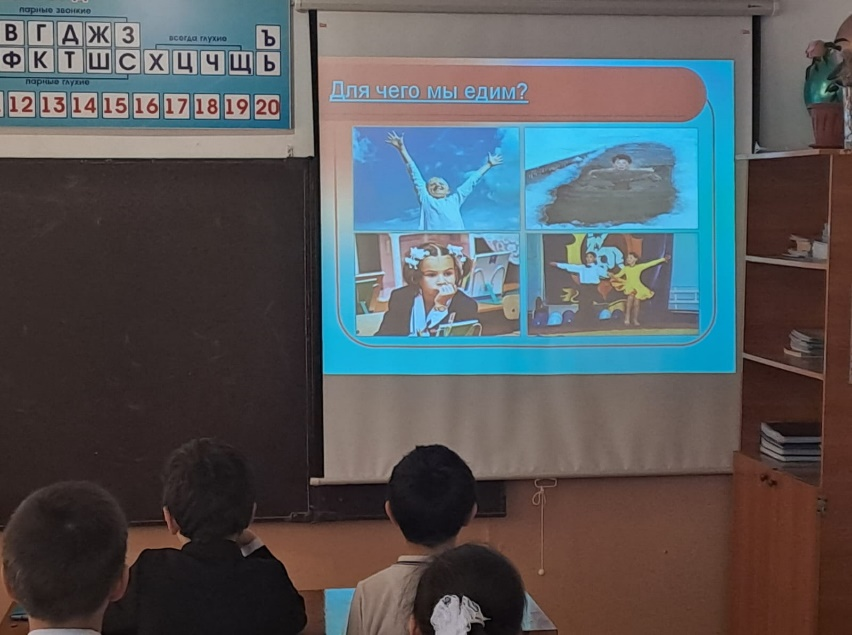 парные звонкие
В Г Д Ж З
всегда глухие
Ъ
Ф К Т Ш С Х Ц Ч Щ Ь
парные глухие
12 13 14 15 16 17 18 19 20
Для чего мы едим?